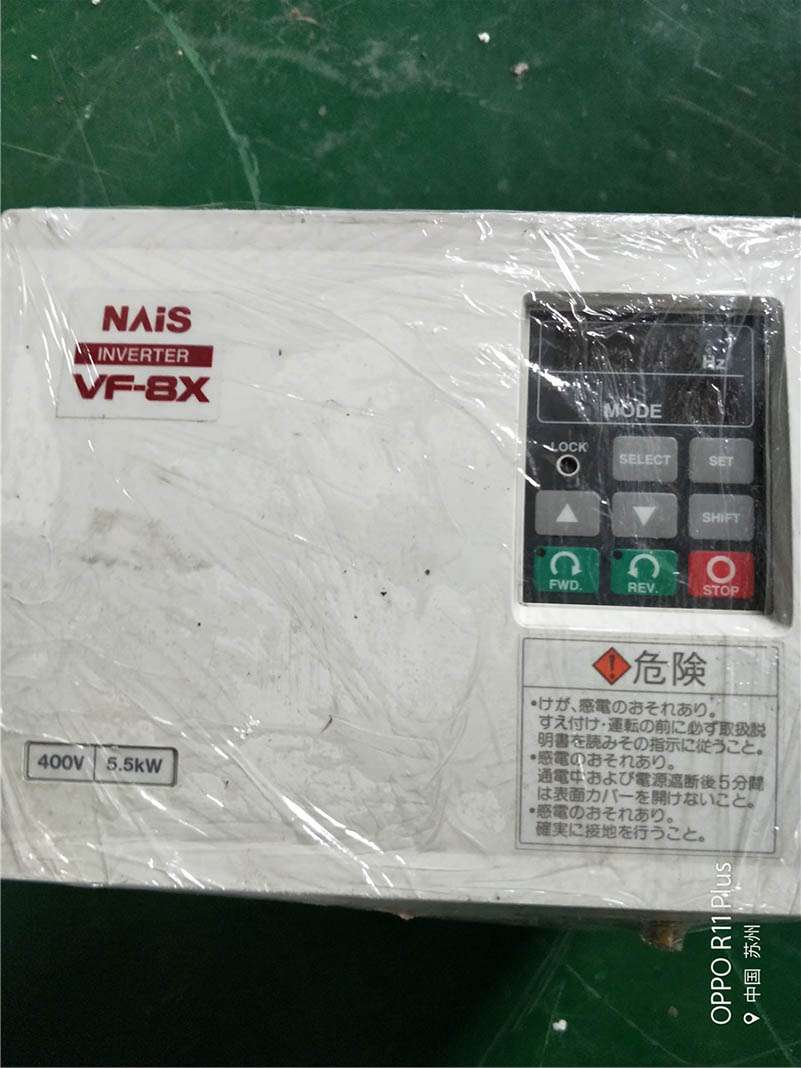 NAiS
INVERTER
VF-8X
Hz
MODE
LOCK
SELECT
SET
SHIFT
FWD.
REV.
STOP
危険
•けが、感電のおそれあり。
すえ付け・運転の前に必ず取扱説
明書を読みその指示に従うこと。
•感電のおそれあり。
通電中および電源遮断後5分間
は表面カバーを開けないこと。
•感電のおそれあり。
確実に接地を行うこと。
400V 5.5kW
OPPO R11 Plus
中国 苏州